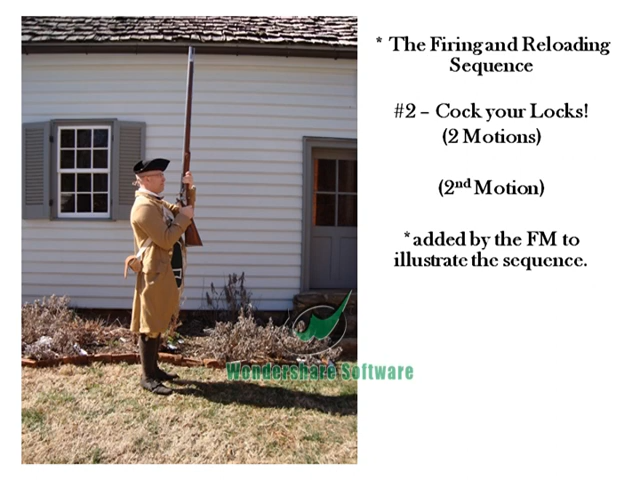 * The Firing and Reloading
Sequence
#2 – Cock your Locks!
(2 Motions)
(2nd Motion)
*added by the FM to
illustrate the sequence.
Wondershare Software